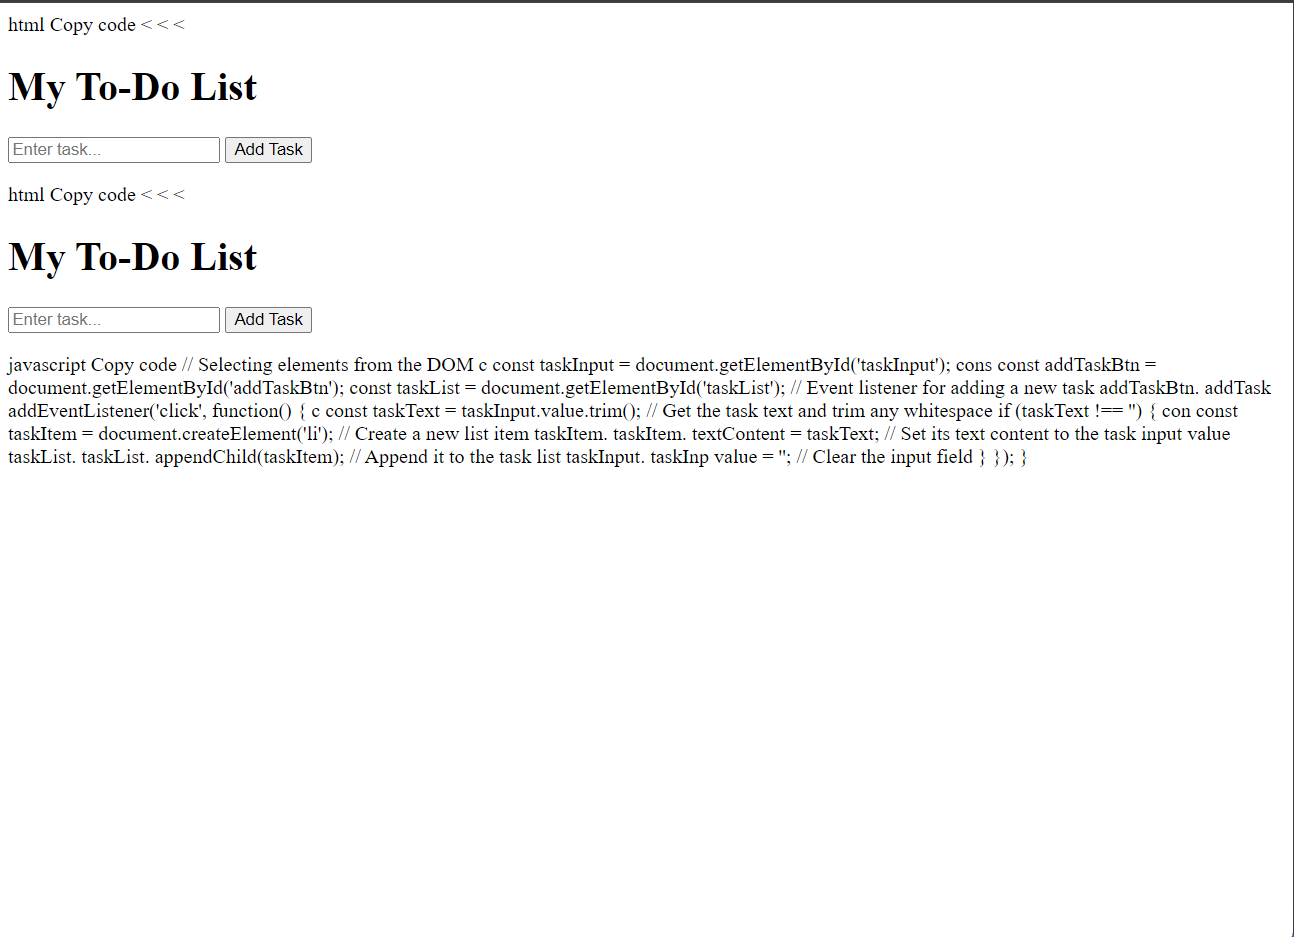 html Copy code < < <
My To-Do List
Enter task... Add Task
html Copy code < < <
My To-Do List
Enter task... Add Task
javascript Copy code // Selecting elements from the DOM c const taskInput = document.getElementById('taskInput'); cons const addTaskBtn =
document.getElementById('addTaskBtn'); const taskList = document.getElementById('taskList'); // Event listener for adding a new task addTaskBtn. addTask
addEventListener('click', function() { c const taskText = taskInput.value.trim(); // Get the task text and trim any whitespace if (taskText !== '') { con const
taskItem = document.createElement('li'); // Create a new list item taskItem. taskItem. textContent = taskText; // Set its text content to the task input value
taskList. taskList. appendChild(taskItem); // Append it to the task list taskInput. taskInp value = ''; // Clear the input field } }); }